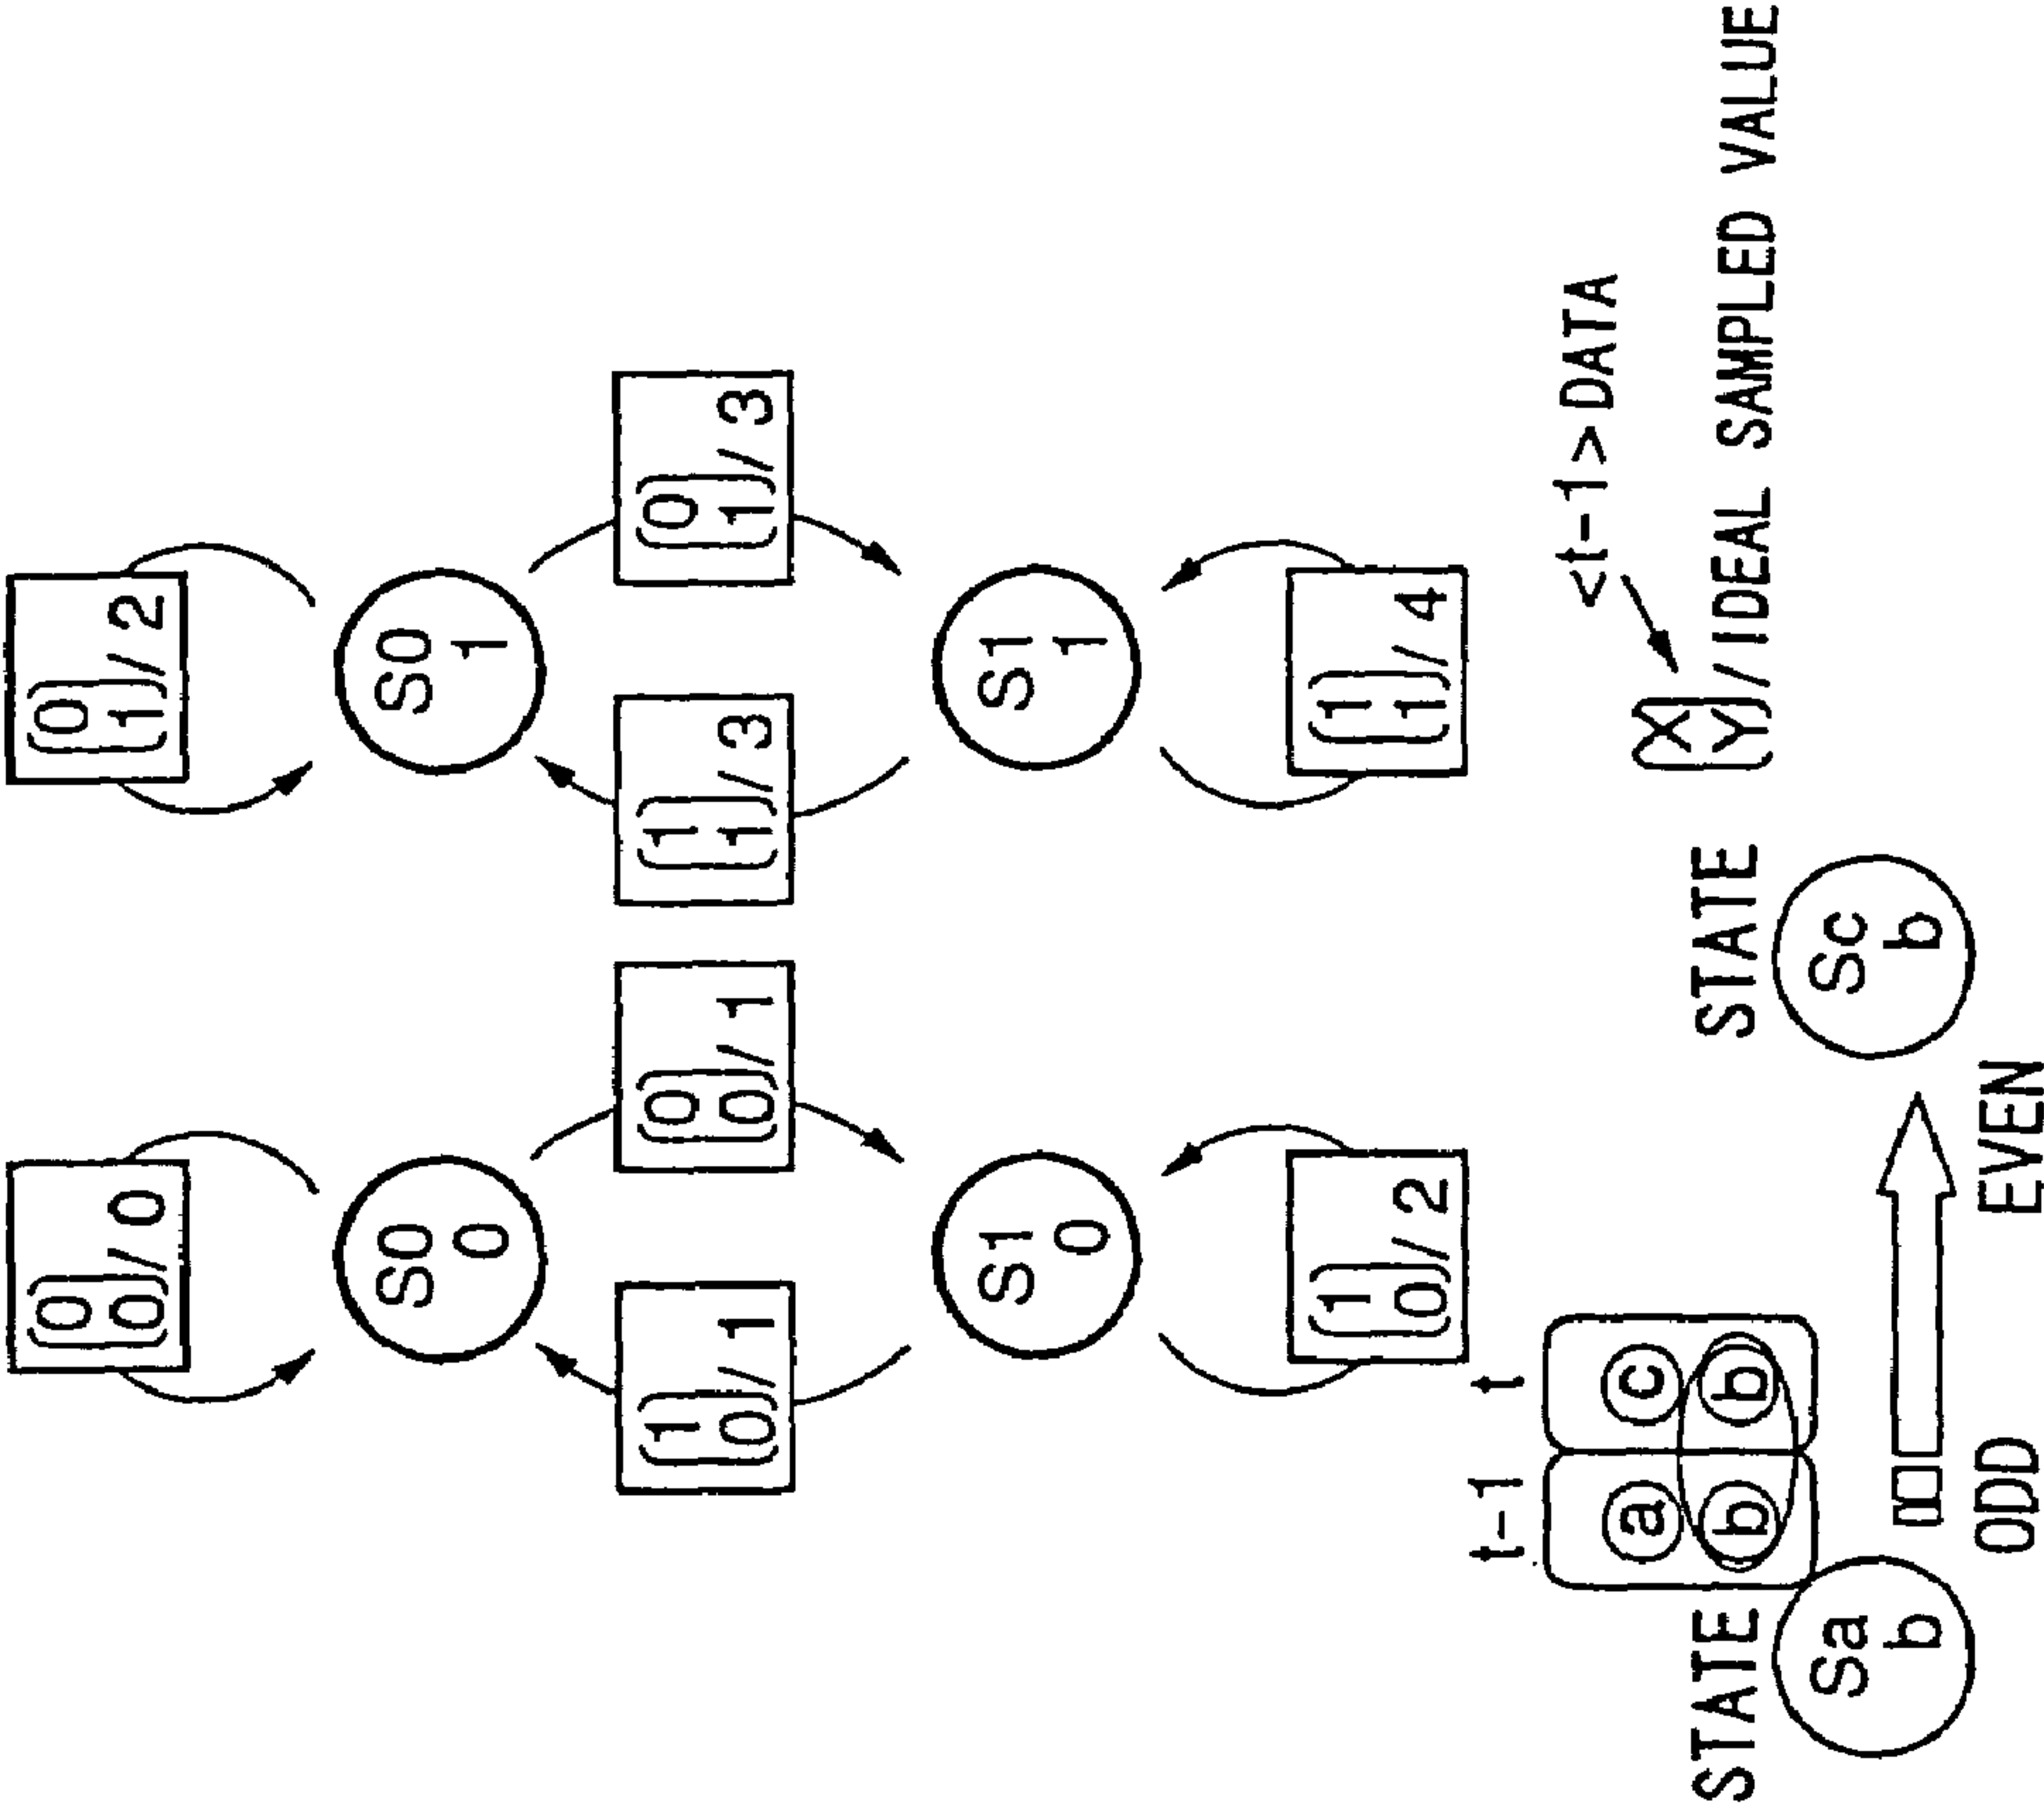 0
0//0
0
1//2
S0
0
S0
1
1
0//1
0
0//1
1
1//3
0
1//3
S1
0
S1
1
1
0//2
1
1//4
t-1
t
a
c
b
b
<t-1>DATA
X
Y//IDEAL SAMPLED VALUE
STATE
STATE
Sa
b
Sc
b
ODD
EVEN